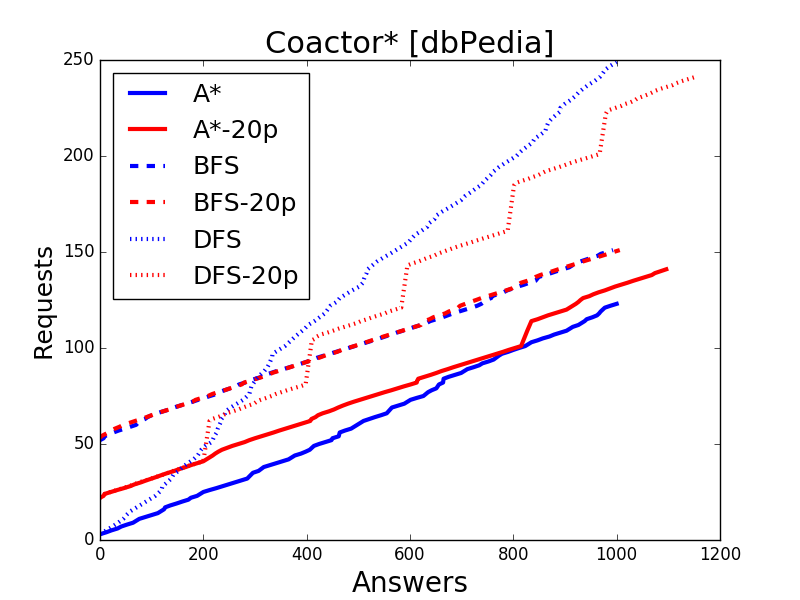 Coactor* [dbPedia]
250
200
150
100
50
0
Requests
A*
A*-20p
BFS
BFS-20p
DFS
DFS-20p
0 200 400 600 800 1000 1200
Answers